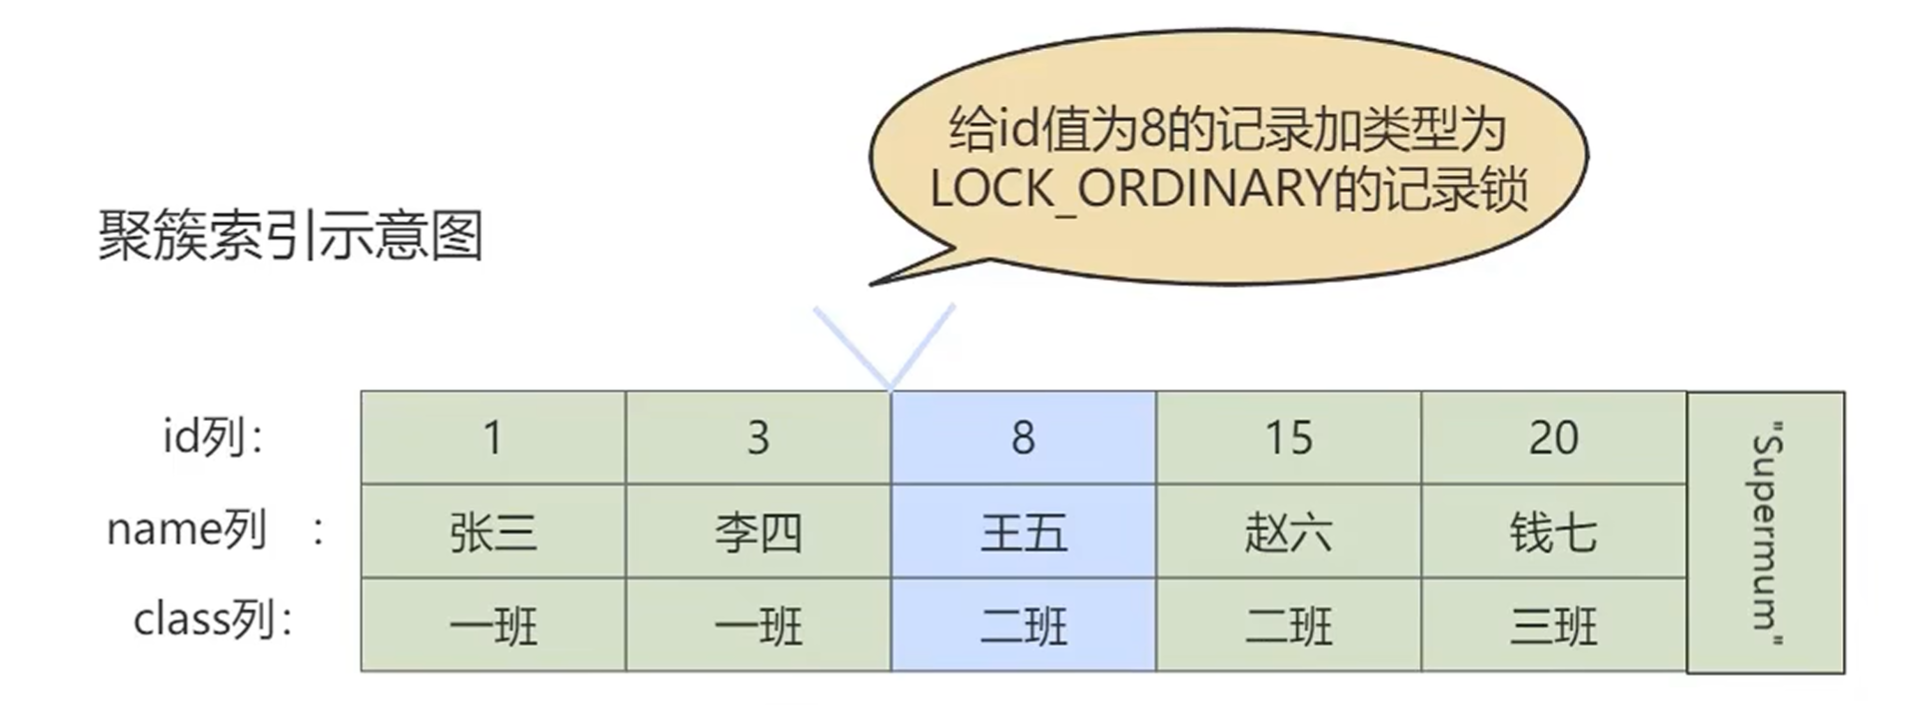 给id值为8的记录加类型为
LOCK_ORDINARY的记录锁
聚簇索引示意图
id列： 1 3 8 15 20
name列 ： 张三 李四 王五 赵六 钱七
class列： 一班 一班 二班 二班 三班
"Supermum"